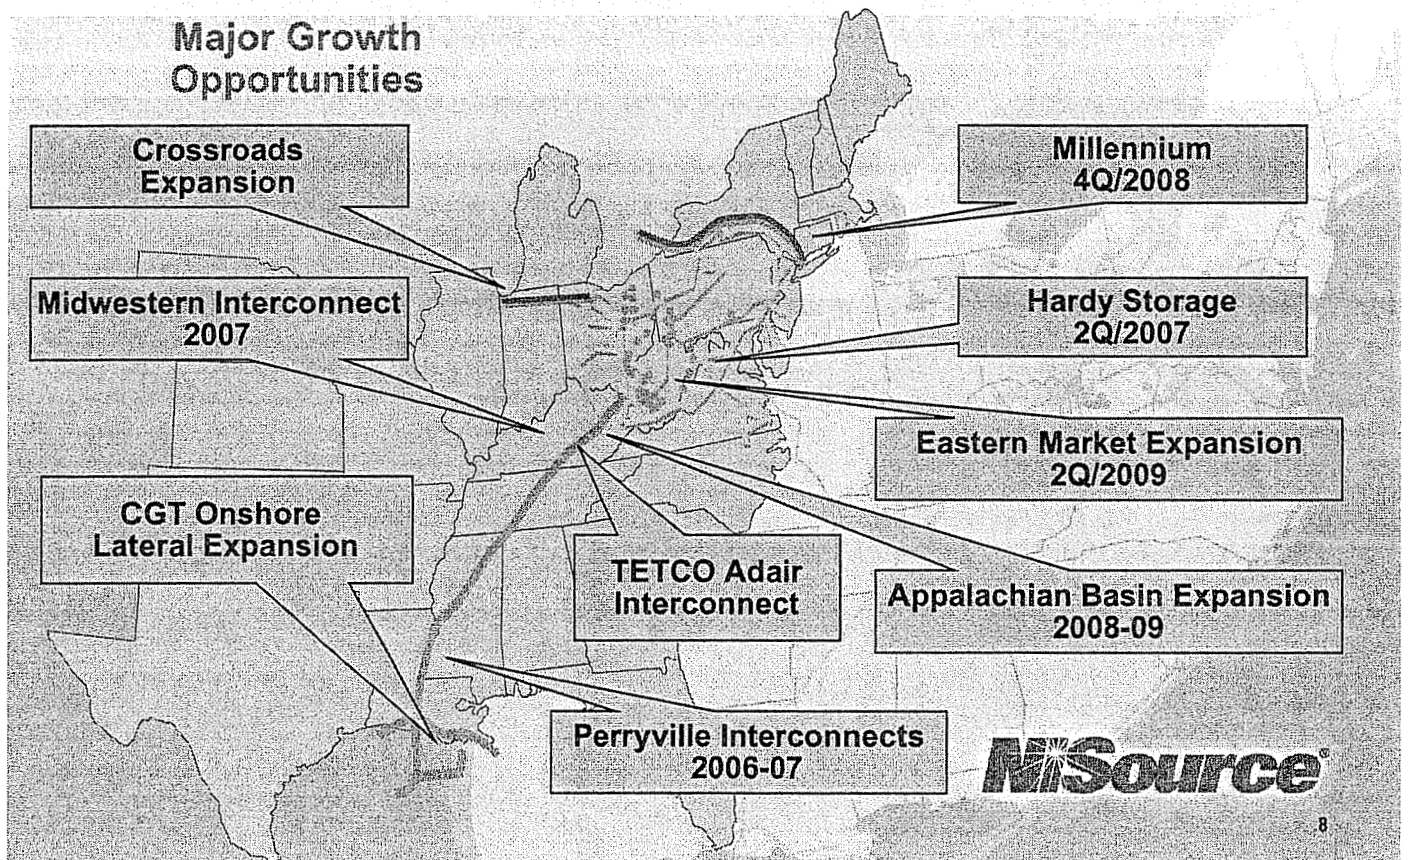 Major Growth
Opportunities
Crossroads
Expansion
Millennium
4Q/2008
Midwestern Interconnect
2007
Hardy Storage
2Q/2007
Eastern Market Expansion
2Q/2009
CGT Onshore
Lateral Expansion
TETCO Adair
Interconnect
Appalachian Basin Expansion
2008-09
Perryville Interconnects
2006-07
NiSource®
8